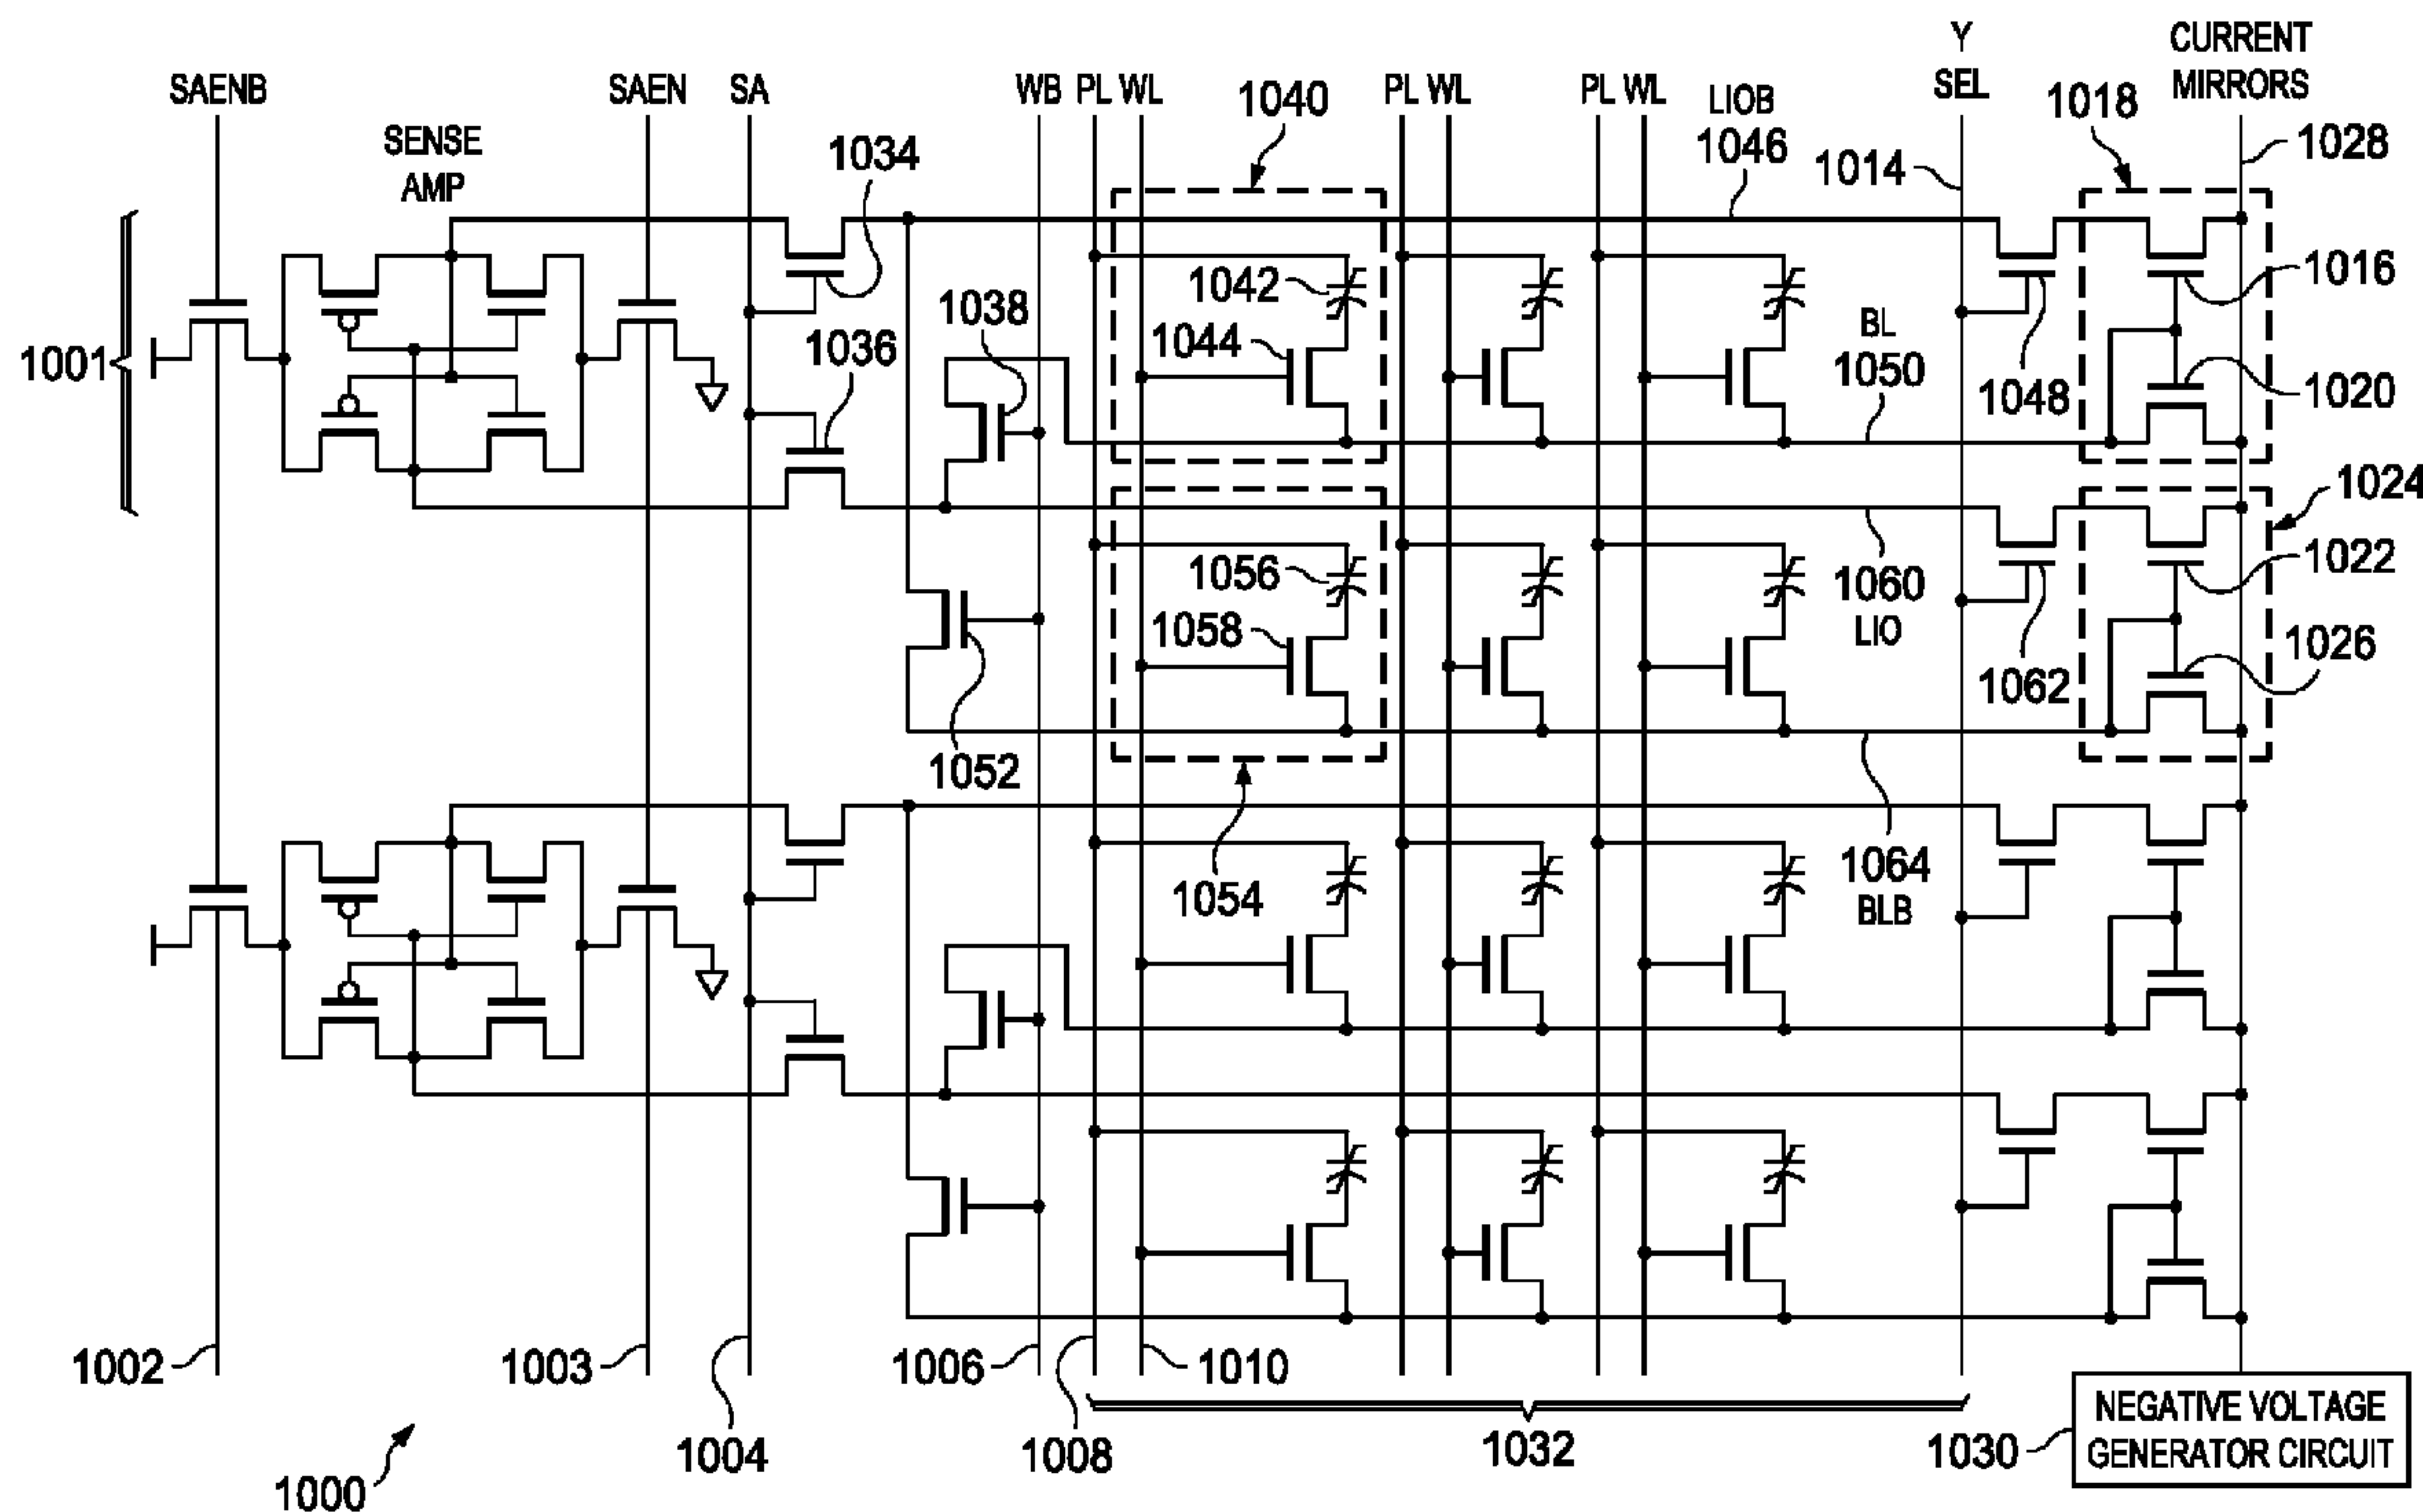 Y
CURRENT
SAENB
SAEN
SA
WB
PL
WL
1040
PL
WL
PL
WL
LIOB
SEL
1018
MIRRORS
SENSE
AMP
1034
1046
1014
1028
1042
1016
1038
1036
1044
BL
1050
1048
1020
1001
1024
1056
1060
LIO
1022
1058
1062
1026
1052
1054
1064
BLB
1002
1003
1006
1010
1004
1008
1032
1030
NEGATIVE VOLTAGE
GENERATOR CIRCUIT
1000